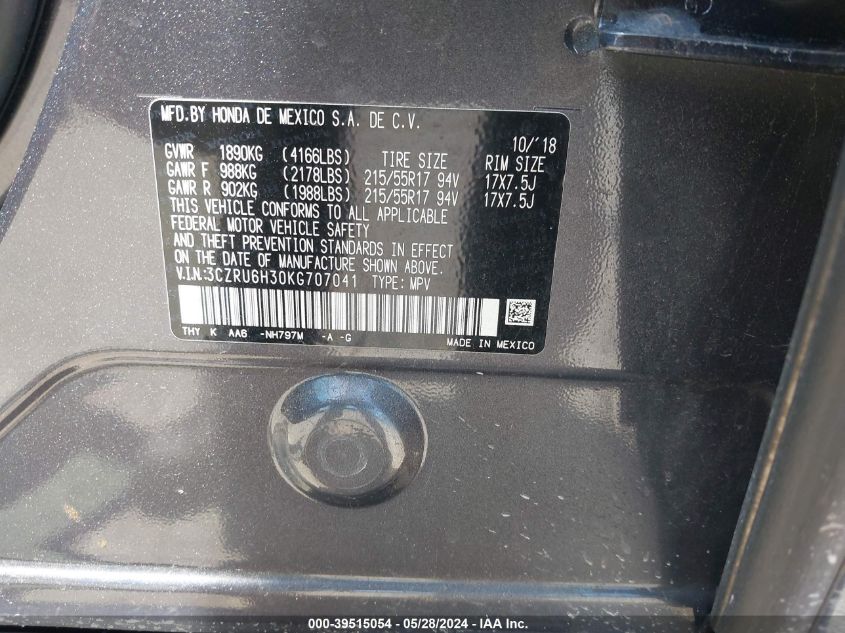 MFD.BY HONDA DE MEXICO S.A. DE C.V.
10/'18
GVWR 1890KG (4166LBS) TIRE SIZE RIM SIZE
GAWR F 988KG (2178LBS) 215/55R17 94V 17X7.5J
GAWR R 902KG (1988LBS) 215/55R17 94V 17X7.5J
THIS VEHICLE CONFORMS TO ALL APPLICABLE
FEDERAL MOTOR VEHICLE SAFETY
AND THEFT PREVENTION STANDARDS IN EFFECT
ON THE DATE OF MANUFACTURE SHOWN ABOVE.
V.I.N.:3CZRU6H30KG707041 TYPE: MPV
THY K AA6 -NH797M -A -G
MADE IN MEXICO
000-39515054 - 05/28/2024 - IAA Inc.